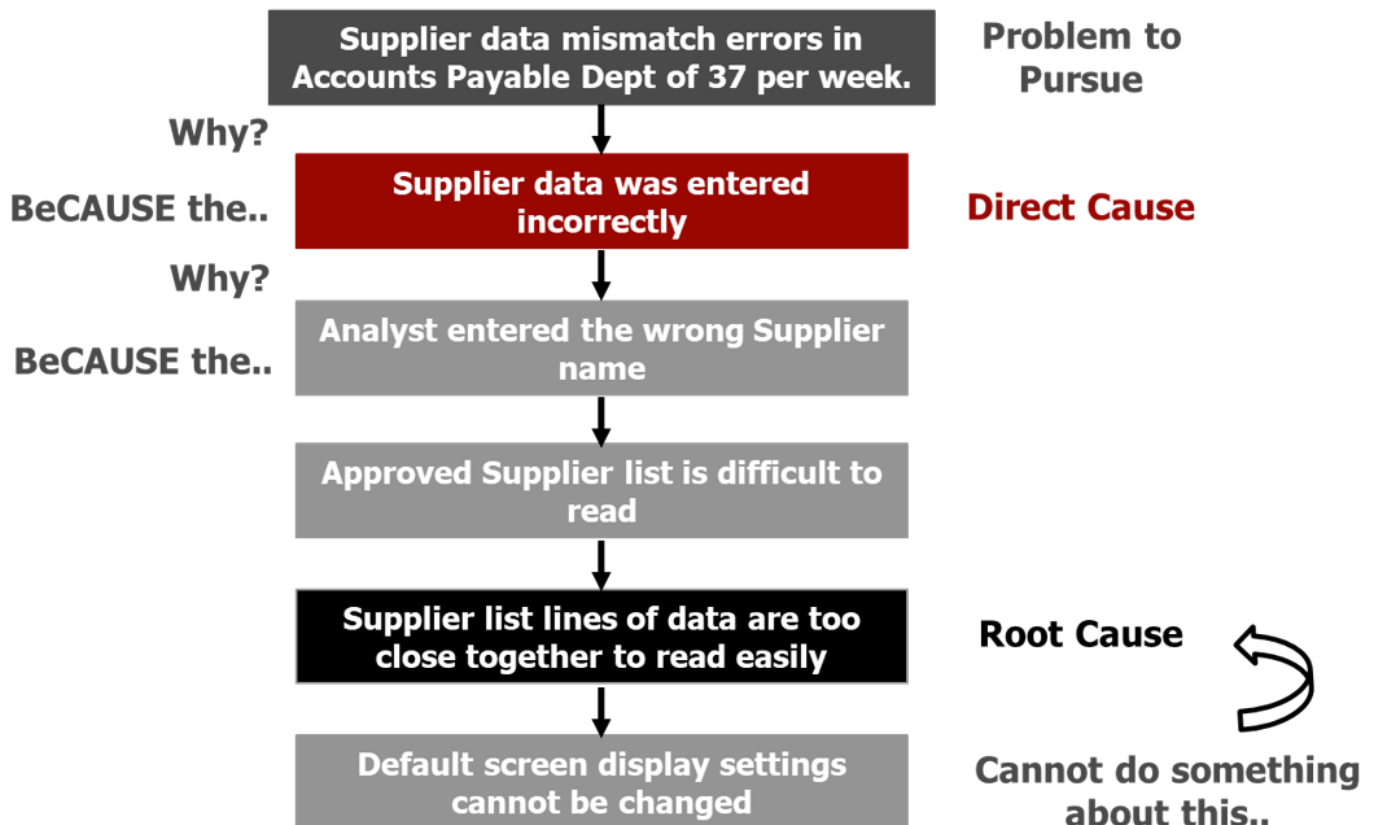 Supplier data mismatch errors in
Accounts Payable Dept of 37 per week.
Problem to
Pursue
Why?
BeCAUSE the..
Supplier data was entered
incorrectly
Direct Cause
Why?
BeCAUSE the..
Analyst entered the wrong Supplier
name
Approved Supplier list is difficult to
read
Supplier list lines of data are too
close together to read easily
Root Cause
Default screen display settings
cannot be changed
Cannot do something
about this..